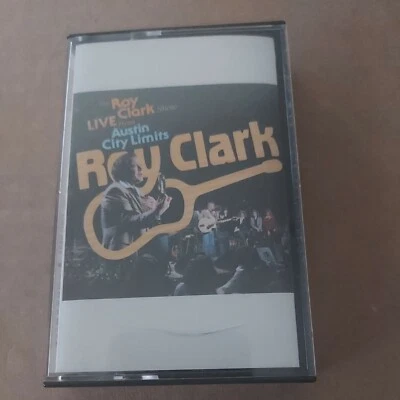 The Roy Clark Show
LIVE From
Austin
City Limits
Roy Clark